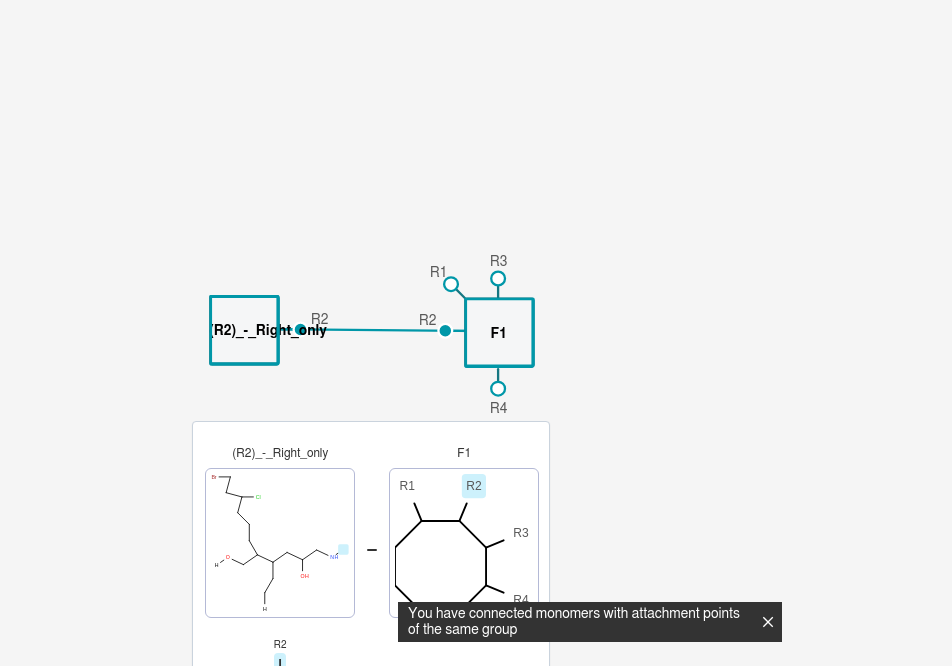 R3
R1
R2
R2
(R2)_-_Right_only
F1
R4
(R2)_-_Right_only
F1
Br
Cl
R1
R2
R3
O
H
NH
OH
H
R4
You have connected monomers with attachment points
of the same group
R2